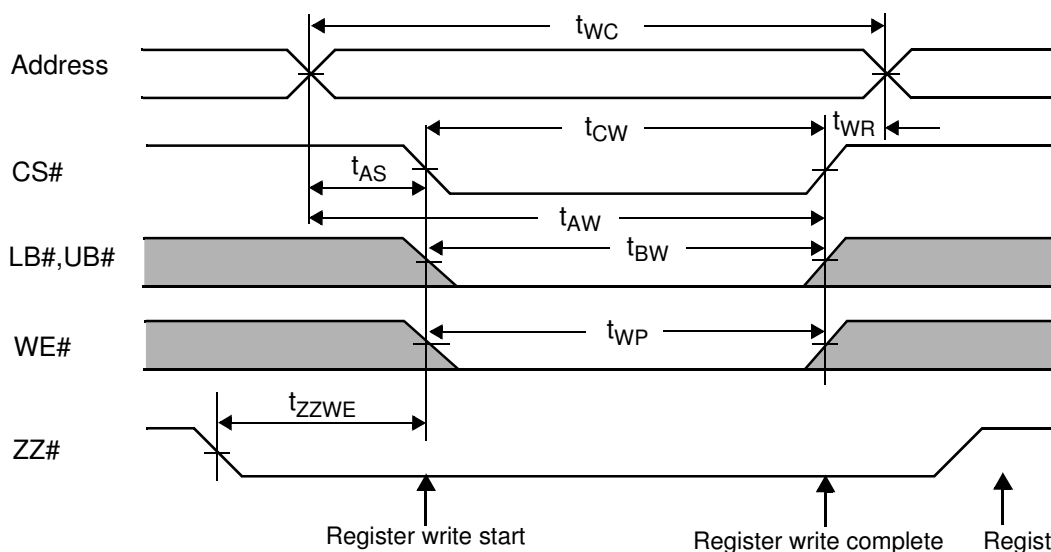 tWC
Address
tCW
tWR
CS#
tAS
tAW
LB#,UB#
tBW
WE#
tWP
tZZWE
ZZ#
Register write start
Register write complete
Regist